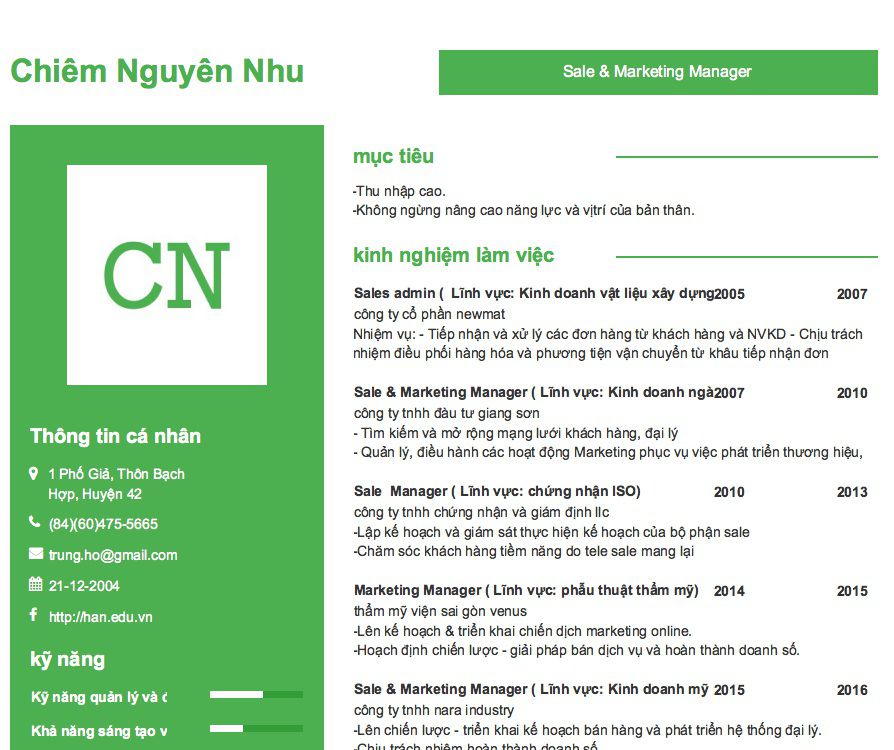 Chiêm Nguyên Nhu
Sale & Marketing Manager
CN
Thông tin cá nhân
1 Phố Giả, Thôn Bạch
Hợp, Huyện 42
(84)(60)475-5665
trung.ho@gmail.com
21-12-2004
http://han.edu.vn
kỹ năng
Kỹ năng quản lý và
Khả năng sáng tạo v
mục tiêu
-Thu nhập cao.
-Không ngừng nâng cao năng lực và vịtrí của bản thân.
kinh nghiệm làm việc
Sales admin ( Lĩnh vực: Kinh doanh vật liệu xây dựng 2005 2007
công ty cổ phần newmat
Nhiệm vụ: - Tiếp nhận và xử lý các đơn hàng từ khách hàng và NVKD - Chịu trách
nhiệm điều phối hàng hóa và phương tiện vận chuyển từ khâu tiếp nhận đơn
Sale & Marketing Manager ( Lĩnh vực: Kinh doanh ngà 2007 2010
công ty tnhh đàu tư giang sơn
- Tìm kiếm và mở rộng mạng lưới khách hàng, đại lý
- Quản lý, điều hành các hoạt động Marketing phục vụ việc phát triển thương hiệu,
Sale Manager ( Lĩnh vực: chứng nhận ISO) 2010 2013
công ty tnhh chứng nhận và giám định llc
-Lập kế hoạch và giám sát thực hiện kế hoạch của bộ phận sale
-Chăm sóc khách hàng tiềm năng do tele sale mang lại
Marketing Manager ( Lĩnh vực: phẫu thuật thẩm mỹ) 2014 2015
thẩm mỹ viện sai gòn venus
-Lên kế hoạch & triển khai chiến dịch marketing online.
-Hoạch định chiến lược - giải pháp bán dịch vụ và hoàn thành doanh số.
Sale & Marketing Manager ( Lĩnh vực: Kinh doanh mỹ 2015 2016
công ty tnhh nara industry
-Lên chiến lược - triển khai kế hoạch bán hàng và phát triển hệ thống đại lý.
-Chịu trách nhiệm hoàn thành doanh số